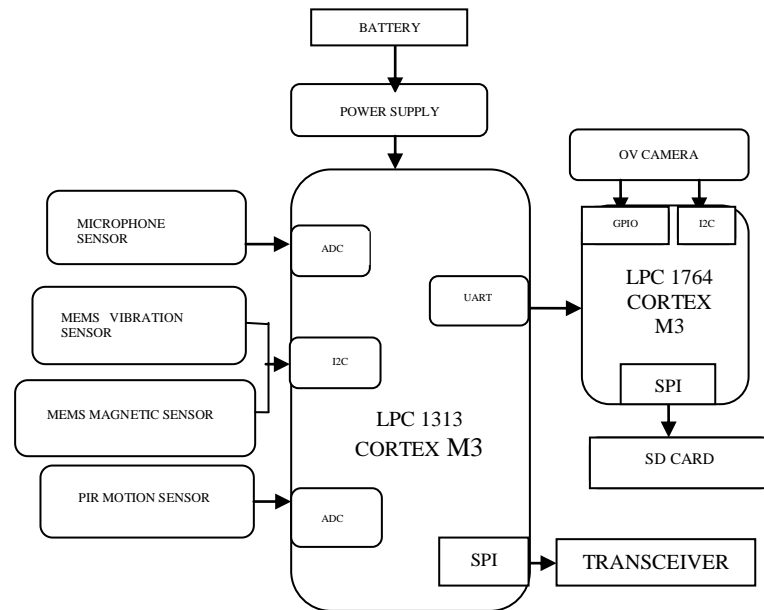 BATTERY
POWER SUPPLY
OV CAMERA
MICROPHONE
SENSOR
ADC
GPIO
I2C
LPC 1764
CORTEX
M3
UART
MEMS VIBRATION
SENSOR
I2C
SPI
MEMS MAGNETIC SENSOR
LPC 1313
CORTEX M3
SD CARD
PIR MOTION SENSOR
ADC
SPI
TRANSCEIVER